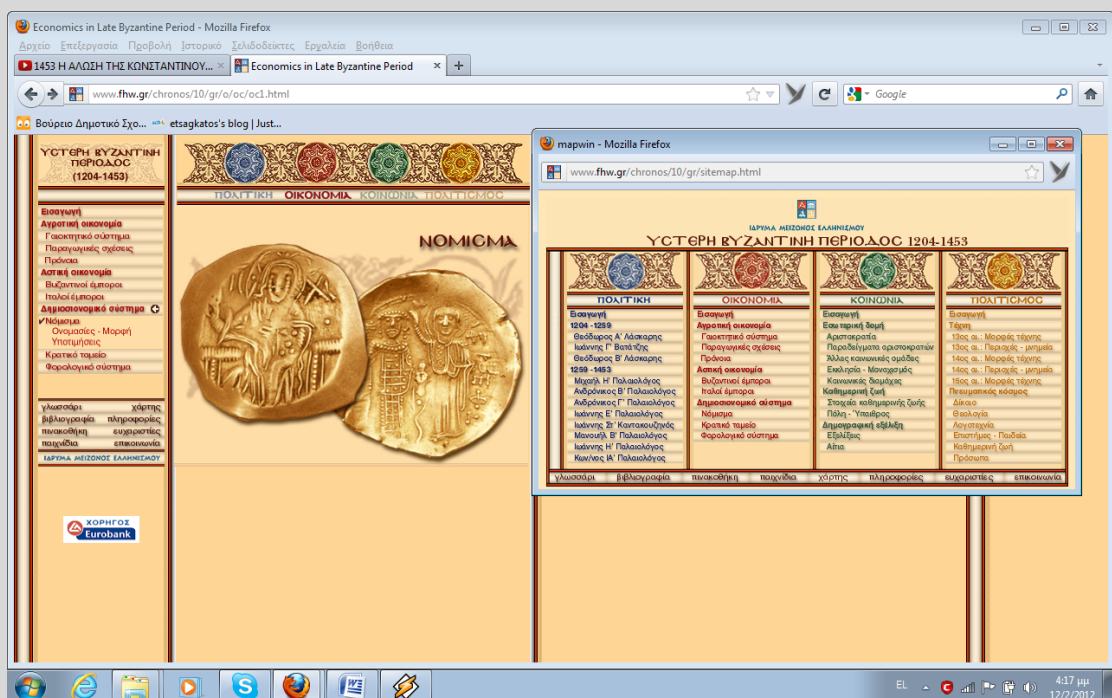 Economics in Late Byzantine Period - Mozilla Firefox
Αρχείο Επεξεργασία Προβολή Ιστορικό Σελιδοδείκτες Εργαλεία Βοήθεια
1453 Η ΑΛΩΣΗ ΤΗΣ ΚΩΝΣΤΑΝΤΙΝΟΥ... Economics in Late Byzantine Period
www.fhw.gr/chronos/10/gr/o/oc/oc1.html Google
Βούρειο Δημοτικό Σχο... etsagkatos's blog | Just...
ΥΣΤΕΡΗ ΒΥΖΑΝΤΙΝΗ
ΠΕΡΙΟΔΟΣ
(1204-1453)
ΠΟΛΙΤΙΚΗ ΟΙΚΟΝΟΜΙΑ ΚΟΙΝΩΝΙΑ ΠΟΛΙΤΙΣΜΟΣ
Εισαγωγή
Αγροτική οικονομία
Γαιοκτητικό σύστημα
Παραγωγικές σχέσεις
Πρόνοια
Αστική οικονομία
Βυζαντινοί έμποροι
Ιταλοί έμποροι
Δημοσιονομικό σύστημα
Νόμισμα
Ονομασίες - Μορφή
Υποτιμήσεις
Κρατικό ταμείο
Φορολογικό σύστημα
γλωσσάρι χάρτης
βιβλιογραφία πληροφορίες
πινακοθήκη ευχαριστίες
παιχνίδια επικοινωνία
ΙΔΡΥΜΑ ΜΕΙΖΟΝΟΣ ΕΛΛΗΝΙΣΜΟΥ
ΧΟΡΗΓΟΣ
Eurobank
ΝΟΜΙΣΜΑ
mapwin - Mozilla Firefox
www.fhw.gr/chronos/10/gr/sitemap.html
ΙΔΡΥΜΑ ΜΕΙΖΟΝΟΣ ΕΛΛΗΝΙΣΜΟΥ
ΥΣΤΕΡΗ ΒΥΖΑΝΤΙΝΗ ΠΕΡΙΟΔΟΣ 1204-1453
ΠΟΛΙΤΙΚΗ
Εισαγωγή
1204 -1259
Θεόδωρος Α' Λάσκαρης
Ιωάννης Γ' Βατάτζης
Θεόδωρος Β' Λάσκαρης
1259 -1453
Μιχαήλ Η' Παλαιολόγος
Ανδρόνικος Β' Παλαιολόγος
Ανδρόνικος Γ' Παλαιολόγος
Ιωάννης Ε' Παλαιολόγος
Ιωάννης Στ' Καντακουζηνός
Μανουήλ Β' Παλαιολόγος
Ιωάννης Η' Παλαιολόγος
Κων/νος ΙΑ' Παλαιολόγος
ΟΙΚΟΝΟΜΙΑ
Εισαγωγή
Αγροτική οικονομία
Γαιοκτητικό σύστημα
Παραγωγικές σχέσεις
Πρόνοια
Αστική οικονομία
Βυζαντινοί έμποροι
Ιταλοί έμποροι
Δημοσιονομικό σύστημα
Νόμισμα
Κρατικό ταμείο
Φορολογικό σύστημα
ΚΟΙΝΩΝΙΑ
Εισαγωγή
Εσωτερική δομή
Αριστοκρατία
Παραδείγματα αριστοκρατών
Άλλες κοινωνικές ομάδες
Εκκλησία - Μοναχισμός
Κοινωνικές διαμάχες
Καθημερινή ζωή
Στοιχεία καθημερινής ζωής
Πόλη - Ύπαιθρος
Δημογραφική εξέλιξη
Εξελίξεις
Αίτια
ΠΟΛΙΤΙΣΜΟΣ
Εισαγωγή
Τέχνη
13ος αι.: Μορφές τέχνης
13ος αι.: Περιοχές - μνημεία
14ος αι.: Μορφές τέχνης
14ος αι.: Περιοχές - μνημεία
15ος αι.: Μορφές τέχνης
Πνευματικός κόσμος
Δίκαιο
Θεολογία
Λογοτεχνία
Επιστήμες - Παιδεία
Καθημερινή ζωή
Πρόσωπα
γλωσσάρι βιβλιογραφία πινακοθήκη παιχνίδια χάρτης πληροφορίες ευχαριστίες επικοινωνία
EL 4:17 μμ
12/2/2012